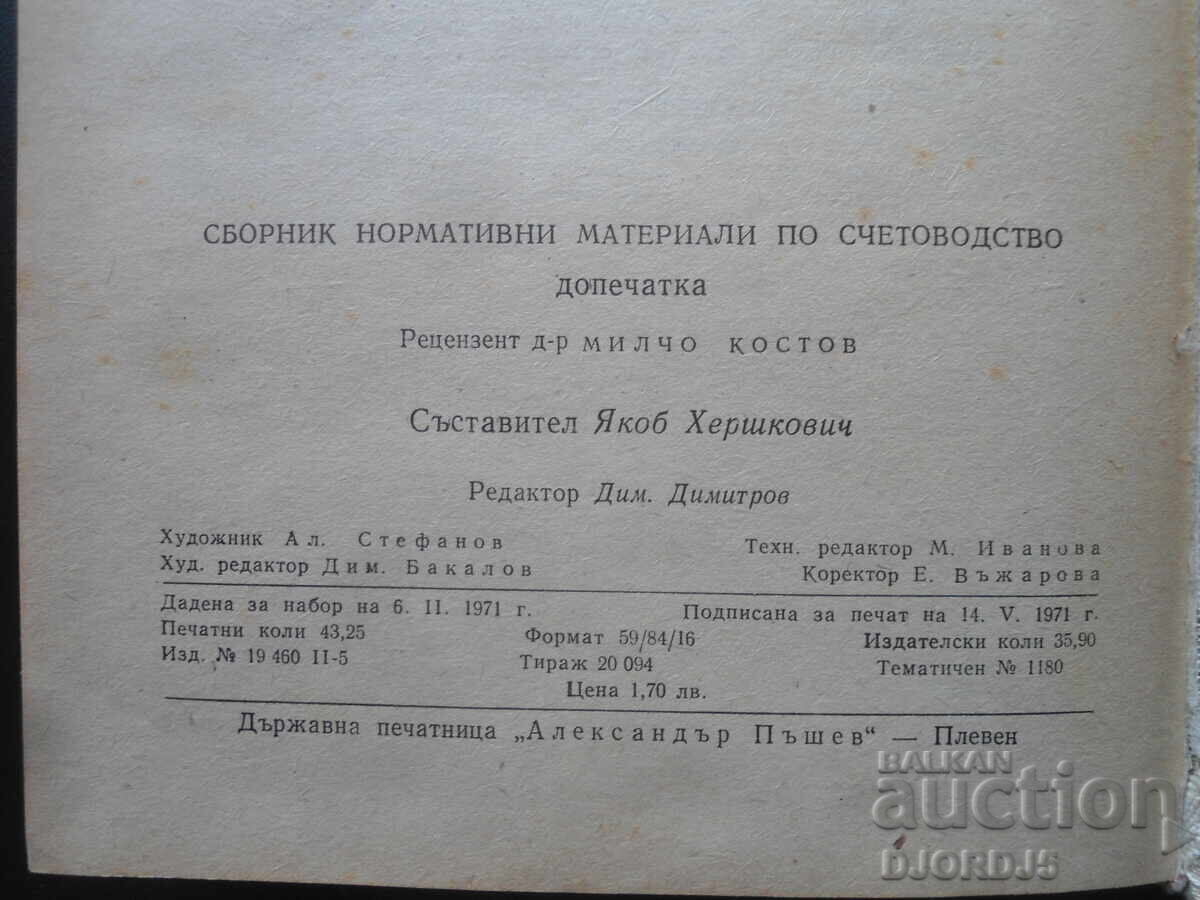 СБОРНИК НОРМАТИВНИ МАТЕРИАЛИ ПО СЧЕТОВОДСТВО
допечатка
Рецензент д-р МИЛЧО КОСТОВ
Съставител Якоб Хершкович
Редактор Дим. Димитров
Художник Ал. Стефанов
Техн. редактор М. Иванова
Худ. редактор Дим. Бакалов
Коректор Е. Въжарова
Дадена за набор на 6. II. 1971 г.
Подписана за печат на 14. V. 1971 г.
Печатни коли 43,25
Формат 59/84/16
Издателски коли 35,90
Изд. № 19 460 II-5
Тираж 20 094
Тематичен № 1180
Цена 1,70 лв.
Държавна печатница „Александър Пъшев“ — Плевен
BALKAN
auction
DJORDJ5